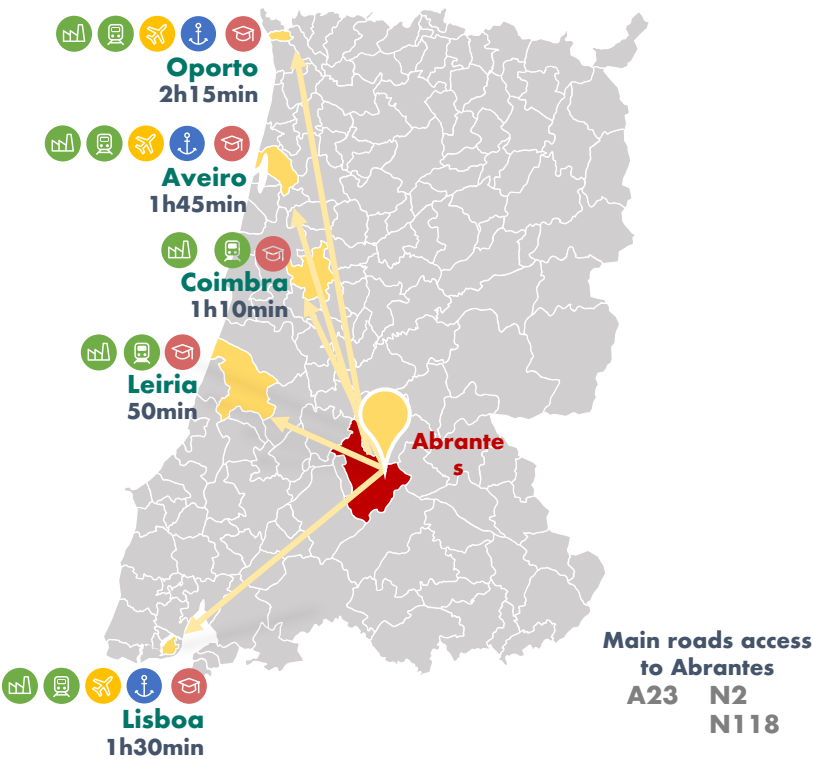 Oporto
2h15min
Aveiro
1h45min
Coimbra
1h10min
Leiria
50min
Abrante
s
Lisboa
1h30min
Main roads access
to Abrantes
A23 N2
N118